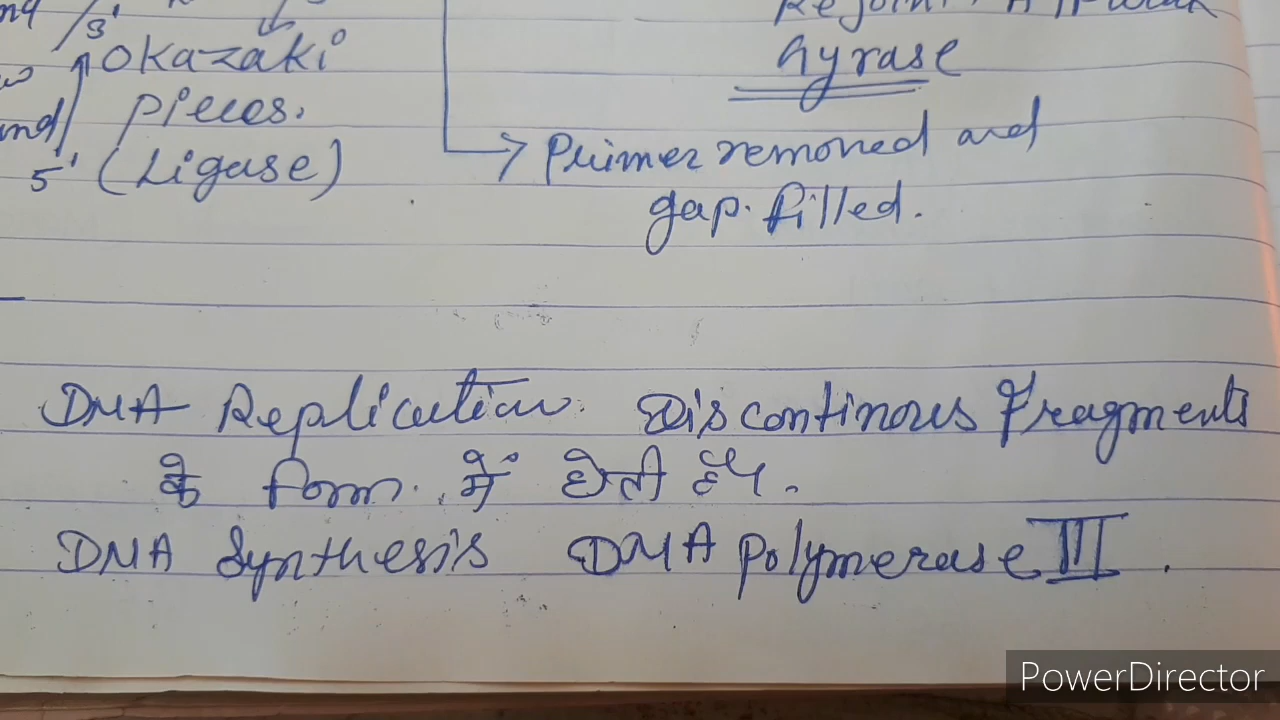 3'
Okazaki
pieces.
5' (Ligase)
Gyrase
Primer removed and
gap. filled.
DNA Replication Discontinous Fragments
के form. में होती है।
DNA Synthesis DNA polymerase III.
PowerDirector